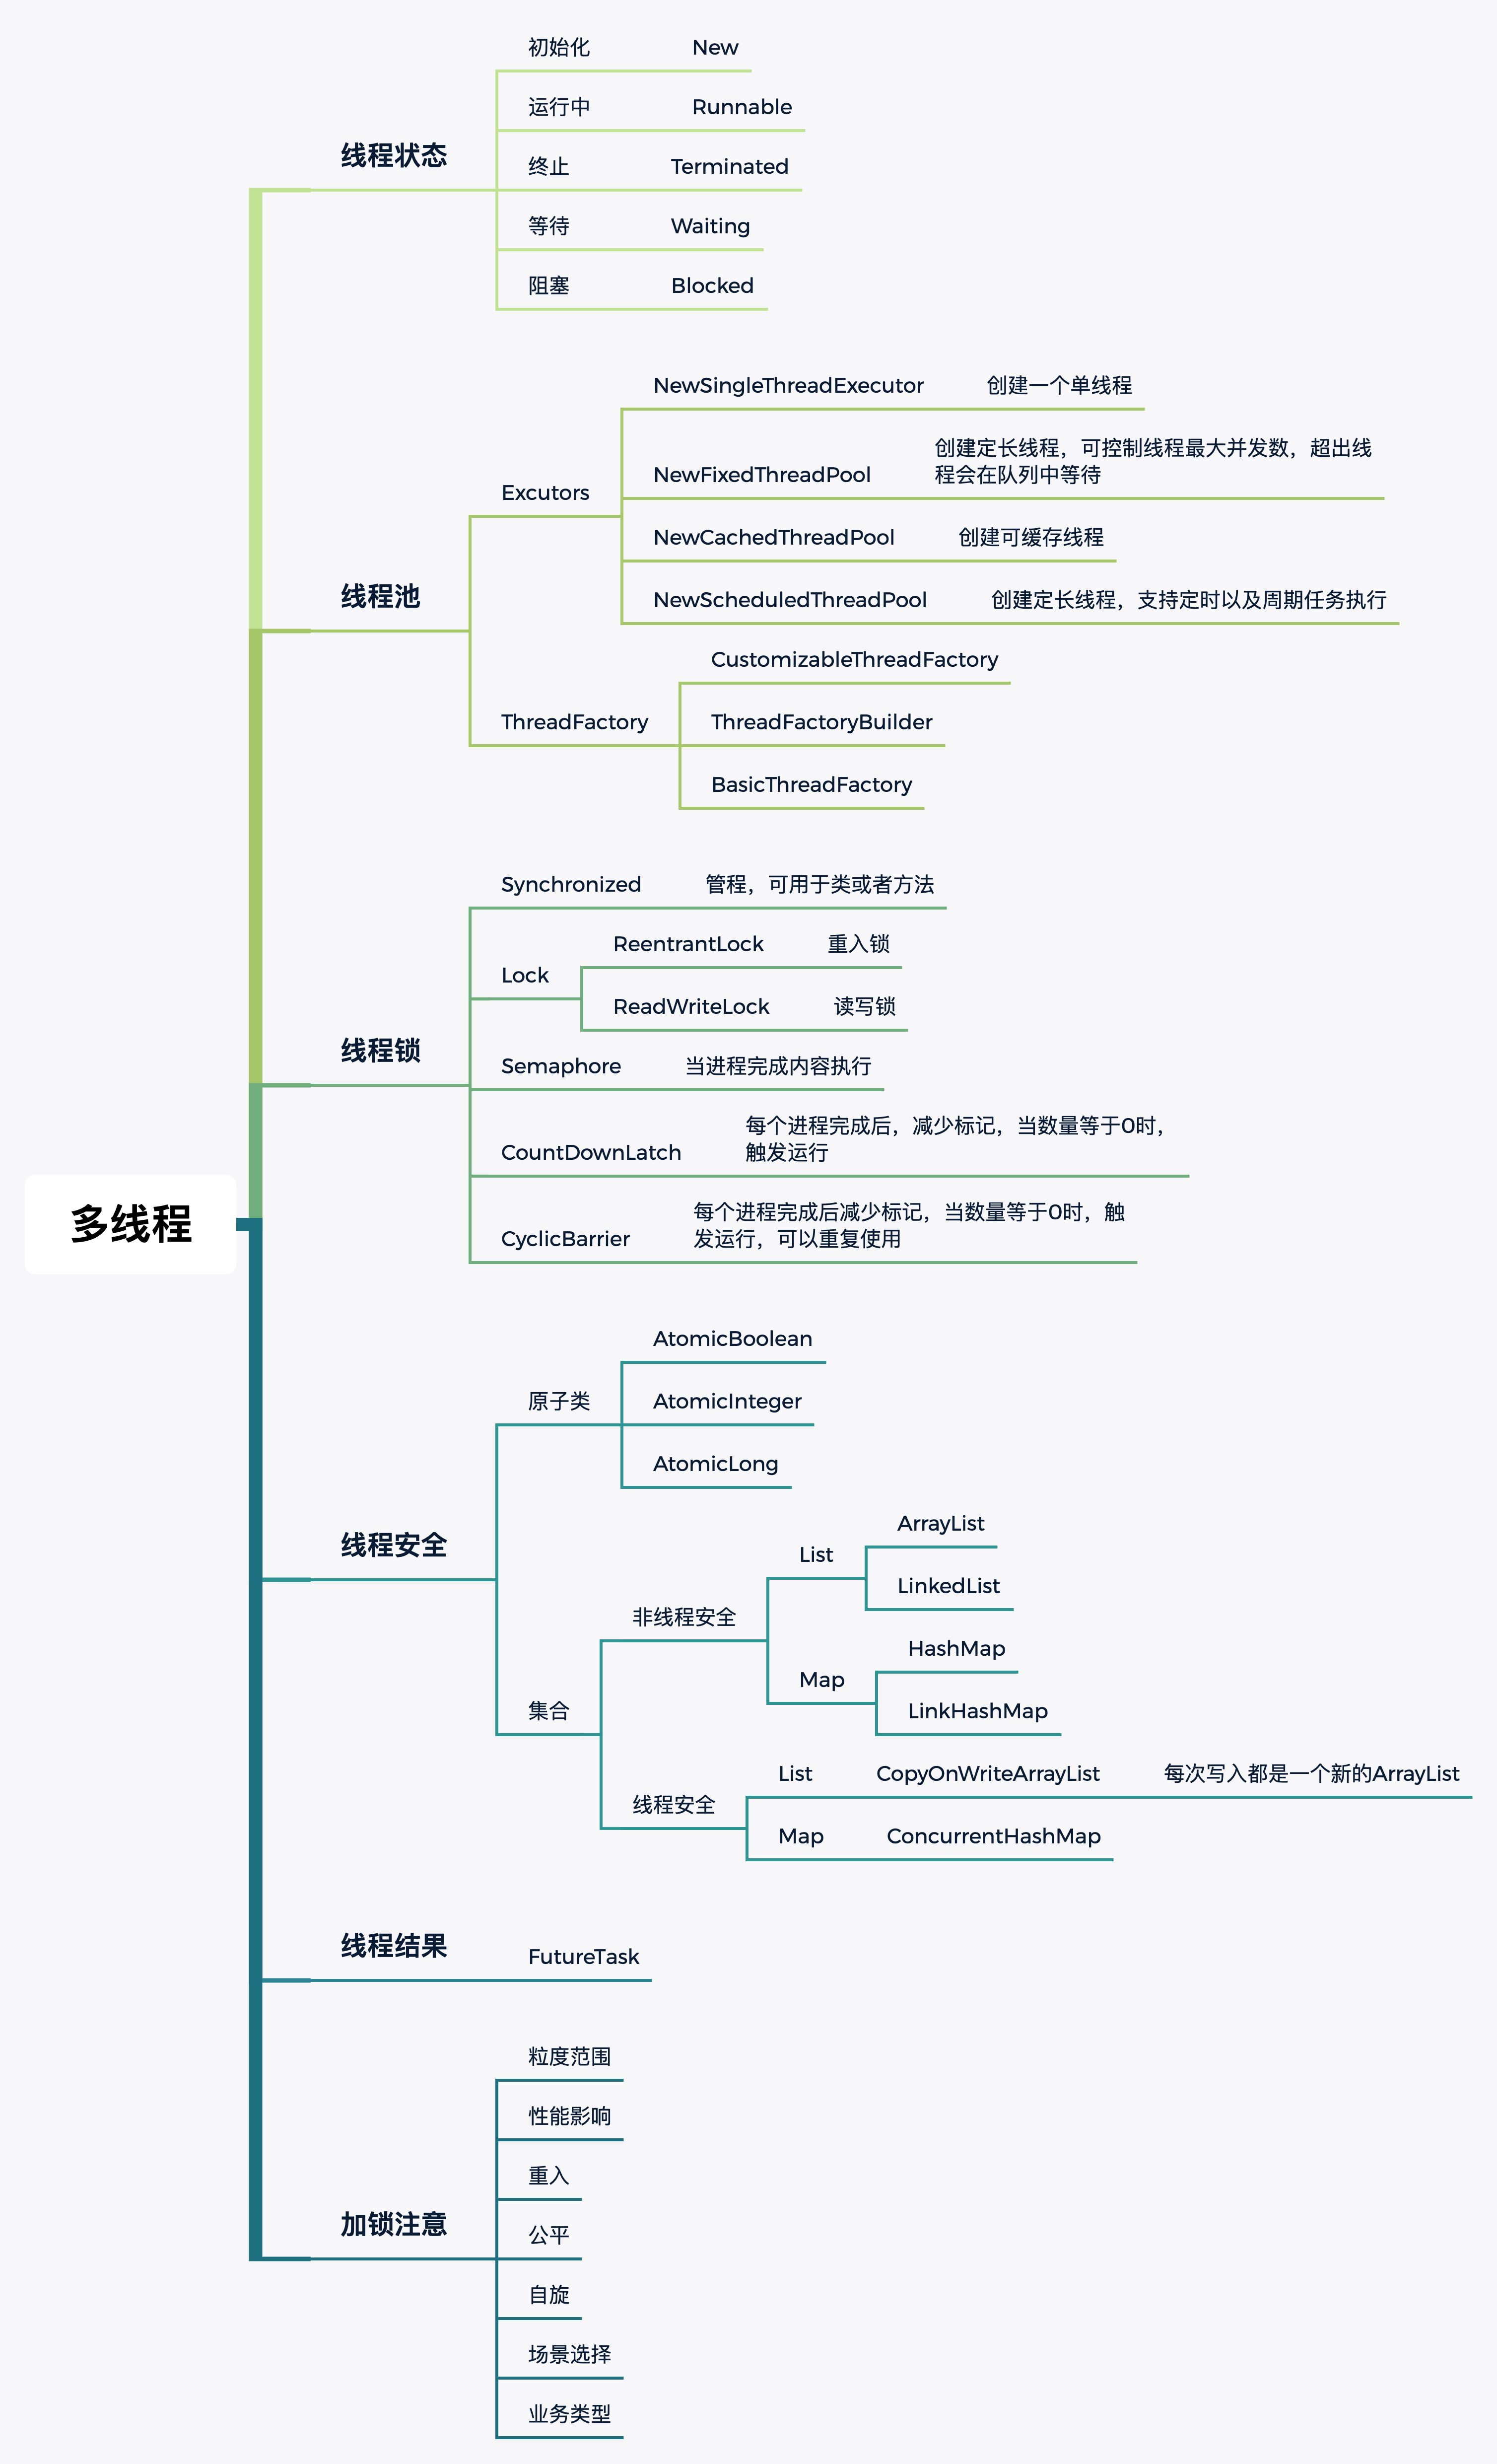 多线程
线程状态
初始化 New
运行中 Runnable
终止 Terminated
等待 Waiting
阻塞 Blocked
线程池
Excutors
NewSingleThreadExecutor 创建一个单线程
NewFixedThreadPool 创建定长线程，可控制线程最大并发数，超出线
程会在队列中等待
NewCachedThreadPool 创建可缓存线程
NewScheduledThreadPool 创建定长线程，支持定时以及周期任务执行
ThreadFactory
CustomizableThreadFactory
ThreadFactoryBuilder
BasicThreadFactory
线程锁
Synchronized 管程，可用于类或者方法
Lock
ReentrantLock 重入锁
ReadWriteLock 读写锁
Semaphore 当进程完成内容执行
CountDownLatch 每个进程完成后，减少标记，当数量等于0时，
触发运行
CyclicBarrier 每个进程完成后减少标记，当数量等于0时，触
发运行，可以重复使用
线程安全
原子类
AtomicBoolean
AtomicInteger
AtomicLong
集合
非线程安全
List
ArrayList
LinkedList
Map
HashMap
LinkHashMap
线程安全
List CopyOnWriteArrayList 每次写入都是一个新的ArrayList
Map ConcurrentHashMap
线程结果
FutureTask
加锁注意
粒度范围
性能影响
重入
公平
自旋
场景选择
业务类型